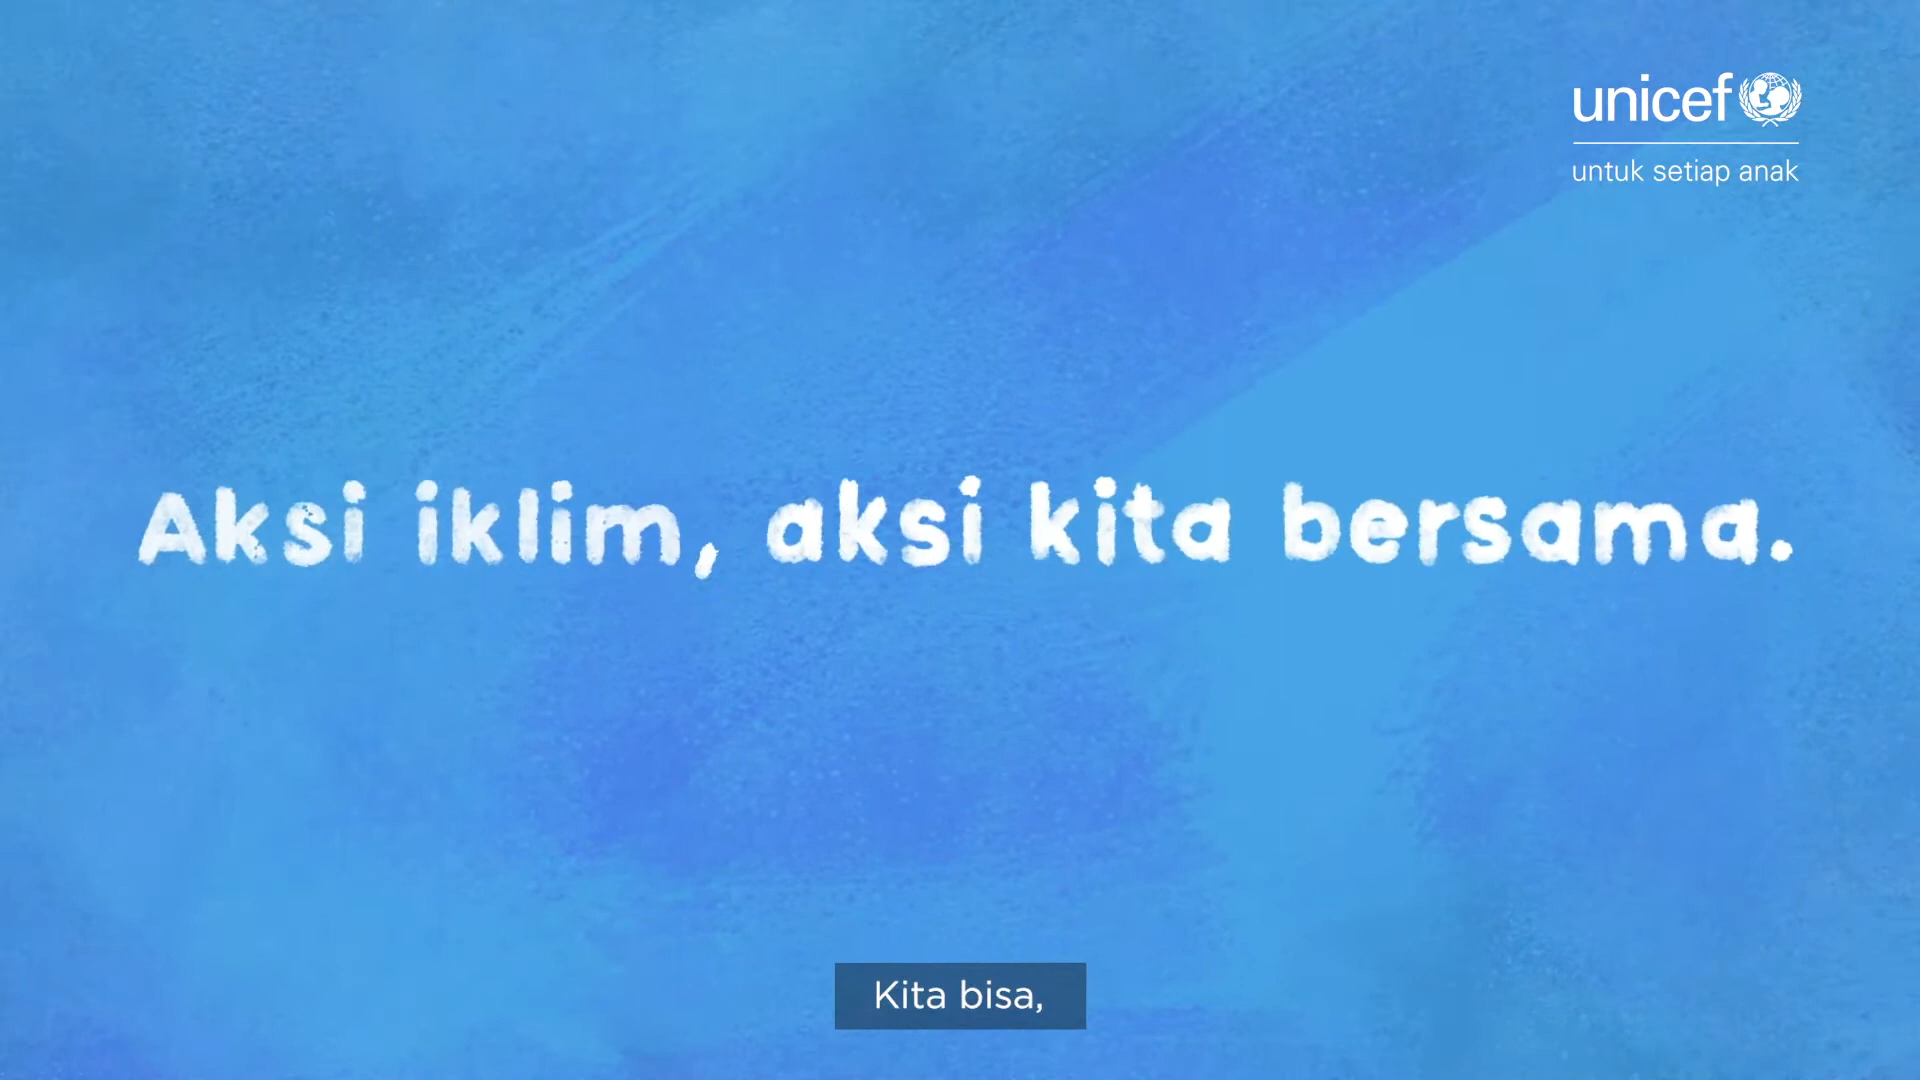 unicef
untuk setiap anak
Aksi iklim, aksi kita bersama.
Kita bisa,